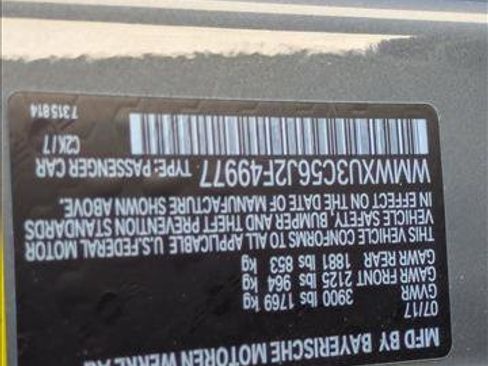 MFD BY BAYERISCHE MOTOREN WERKE AG
07/17
GVWR
3900 lbs 1769 kg
GAWR FRONT 2125 lbs 964 kg
GAWR REAR 1881 lbs 853 kg
THIS VEHICLE CONFORMS TO ALL APPLICABLE U.S.FEDERAL MOTOR
VEHICLE SAFETY, BUMPER AND THEFT PREVENTION STANDARDS
IN EFFECT ON THE DATE OF MANUFACTURE SHOWN ABOVE.
WMWXU3C56J2F49977 TYPE: PASSENGER CAR
C2K/7
7315814